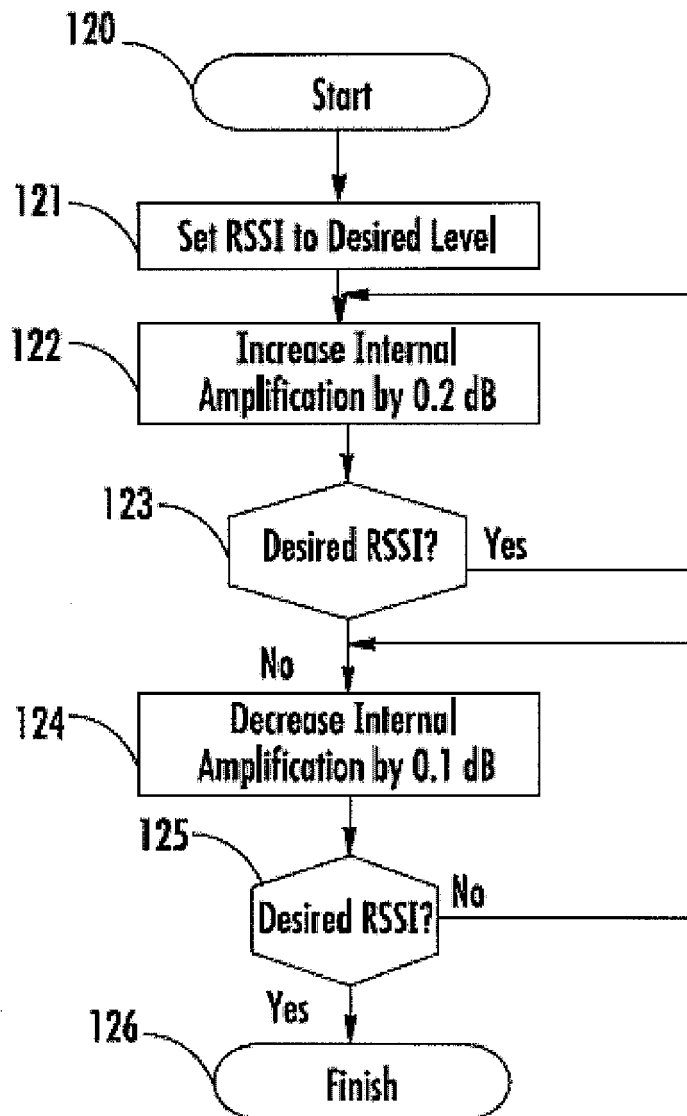 120
Start
121
Set RSSI to Desired Level
122
Increase Internal
Amplification by 0.2 dB
123
Desired RSSI?
Yes
No
124
Decrease Internal
Amplification by 0.1 dB
125
Desired RSSI?
No
Yes
126
Finish